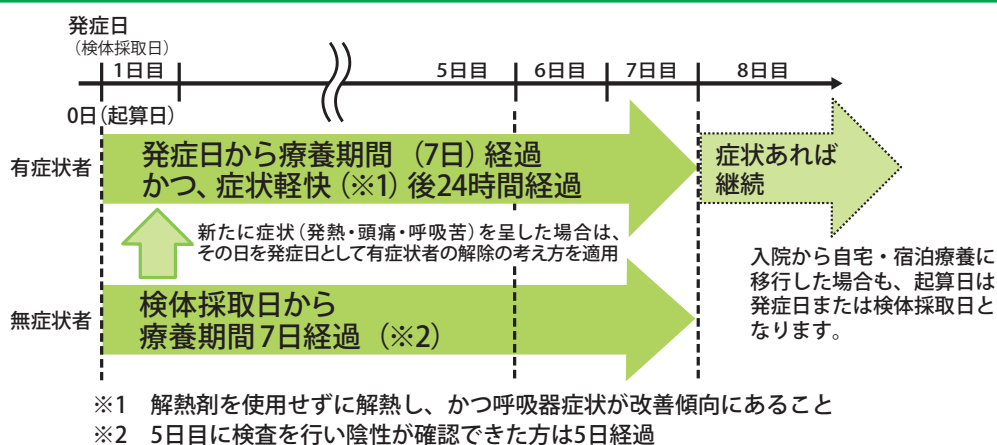 発症日
（検体採取日）
1日目
5日目
6日目
7日目
8日目
0日（起算日）
有症状者
発症日から療養期間（7日）経過
かつ、症状軽快（※1）後24時間経過
症状あれば
継続
新たに症状（発熱・頭痛・呼吸苦）を呈した場合は、
その日を発症日として有症状者の解除の考え方を適用
入院から自宅・宿泊療養に
移行した場合も、起算日は
発症日または検体採取日と
なります。
無症状者
検体採取日から
療養期間7日経過（※2）
※1 解熱剤を使用せずに解熱し、かつ呼吸器症状が改善傾向にあること
※2 5日目に検査を行い陰性が確認できた方は5日経過